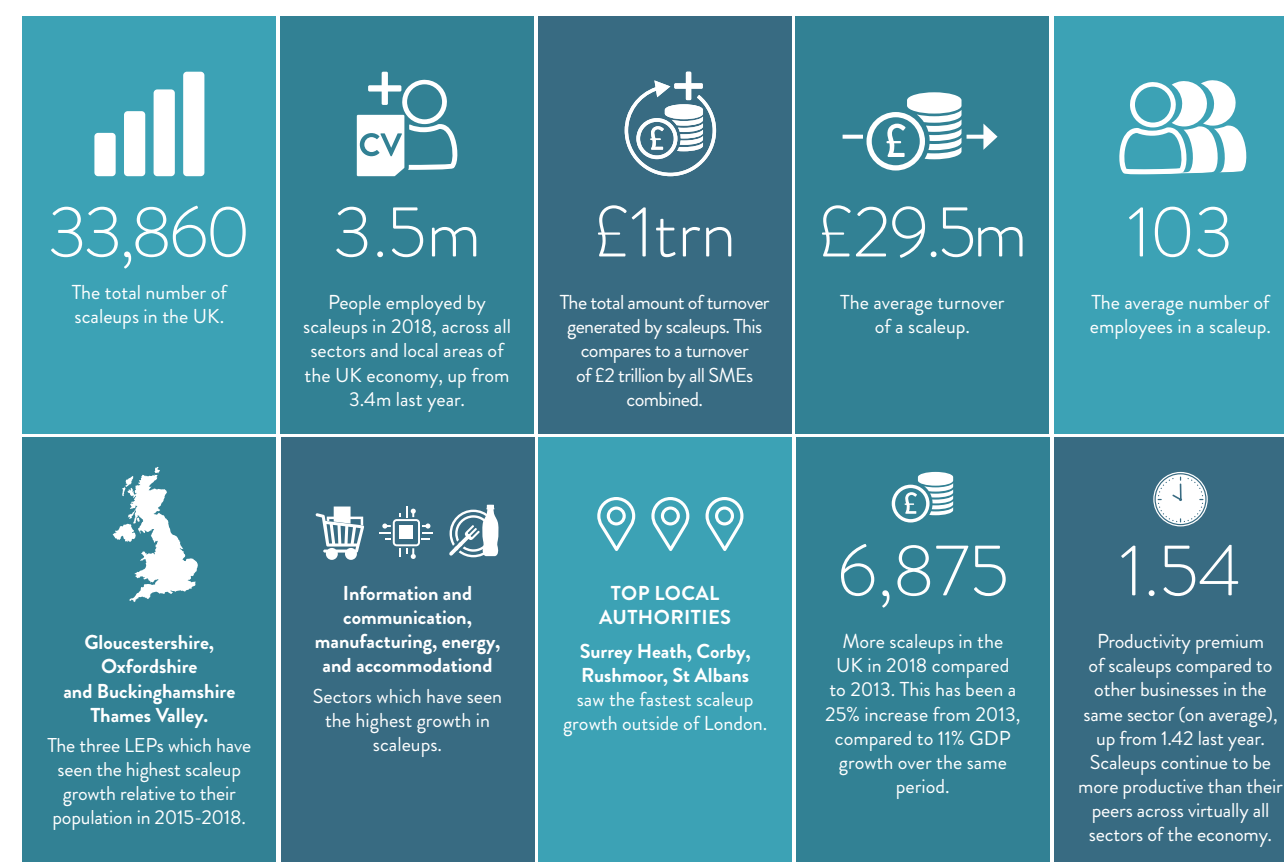 33,860
The total number of
scaleups in the UK.
CV
3.5m
People employed by
scaleups in 2018, across all
sectors and local areas of
the UK economy, up from
3.4m last year.
£
£1trn
The total amount of turnover
generated by scaleups. This
compares to a turnover
of £2 trillion by all SMEs
combined.
£
£29.5m
The average turnover
of a scaleup.
103
The average number of
employees in a scaleup.
Gloucestershire,
Oxfordshire
and Buckinghamshire
Thames Valley.
The three LEPs which have
seen the highest scaleup
growth relative to their
population in 2015-2018.
Information and
communication,
manufacturing, energy,
and accommodationd
Sectors which have seen
the highest growth in
scaleups.
TOP LOCAL
AUTHORITIES
Surrey Heath, Corby,
Rushmoor, St Albans
saw the fastest scaleup
growth outside of London.
£
6,875
More scaleups in the
UK in 2018 compared
to 2013. This has been a
25% increase from 2013,
compared to 11% GDP
growth over the same
period.
1.54
Productivity premium
of scaleups compared to
other businesses in the
same sector (on average),
up from 1.42 last year.
Scaleups continue to be
more productive than their
peers across virtually all
sectors of the economy.